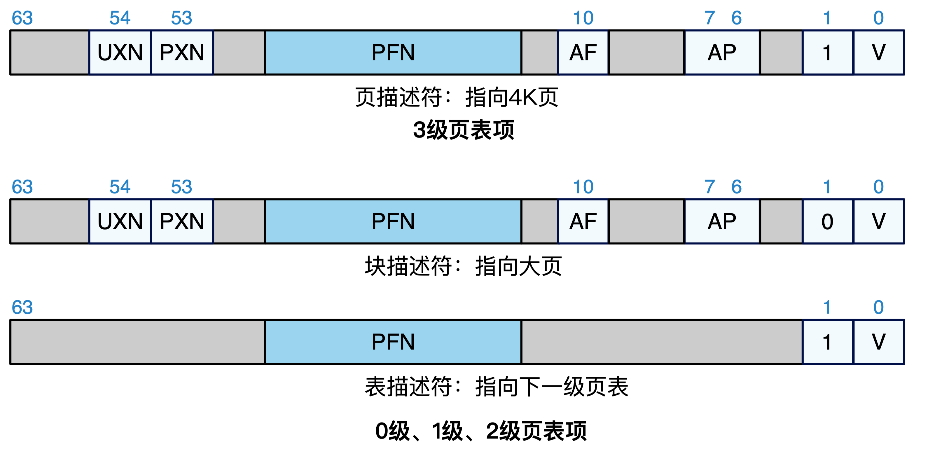 63 54 53 10 7 6 1 0
UXN PXN PFN AF AP 1 V
页描述符：指向4K页
3级页表项
63 54 53 10 7 6 1 0
UXN PXN PFN AF AP 0 V
块描述符：指向大页
63 1 0
PFN 1 V
表描述符：指向下一级页表
0级、1级、2级页表项